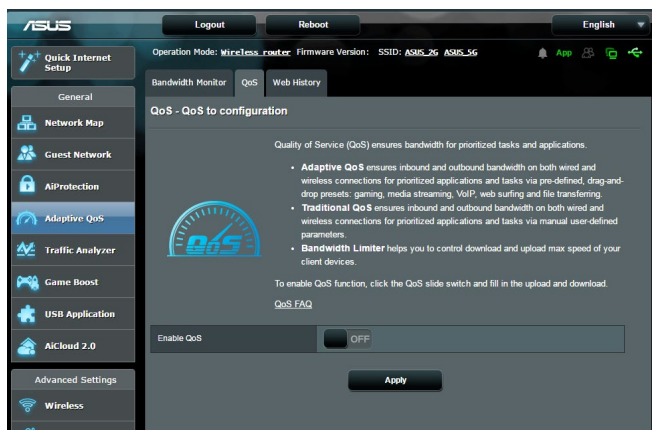 ASUS
Logout
Reboot
English
Quick Internet
Setup
General
Network Map
Guest Network
AiProtection
Adaptive QoS
Traffic Analyzer
Game Boost
USB Application
AiCloud 2.0
Advanced Settings
Wireless
Operation Mode: Wireless router Firmware Version: SSID: ASUS_2G ASUS_5G
App
Bandwidth Monitor
QoS
Web History
QoS - QoS to configuration
Quality of Service (QoS) ensures bandwidth for prioritized tasks and applications.
• Adaptive QoS ensures inbound and outbound bandwidth on both wired and
wireless connections for prioritized applications and tasks via pre-defined, drag-and-
drop presets: gaming, media streaming, VoIP, web surfing and file transferring.
• Traditional QoS ensures inbound and outbound bandwidth on both wired and
wireless connections for prioritized applications and tasks via manual user-defined
parameters.
• Bandwidth Limiter helps you to control download and upload max speed of your
client devices.
To enable QoS function, click the QoS slide switch and fill in the upload and download.
QoS FAQ
QoS
Enable QoS
OFF
Apply